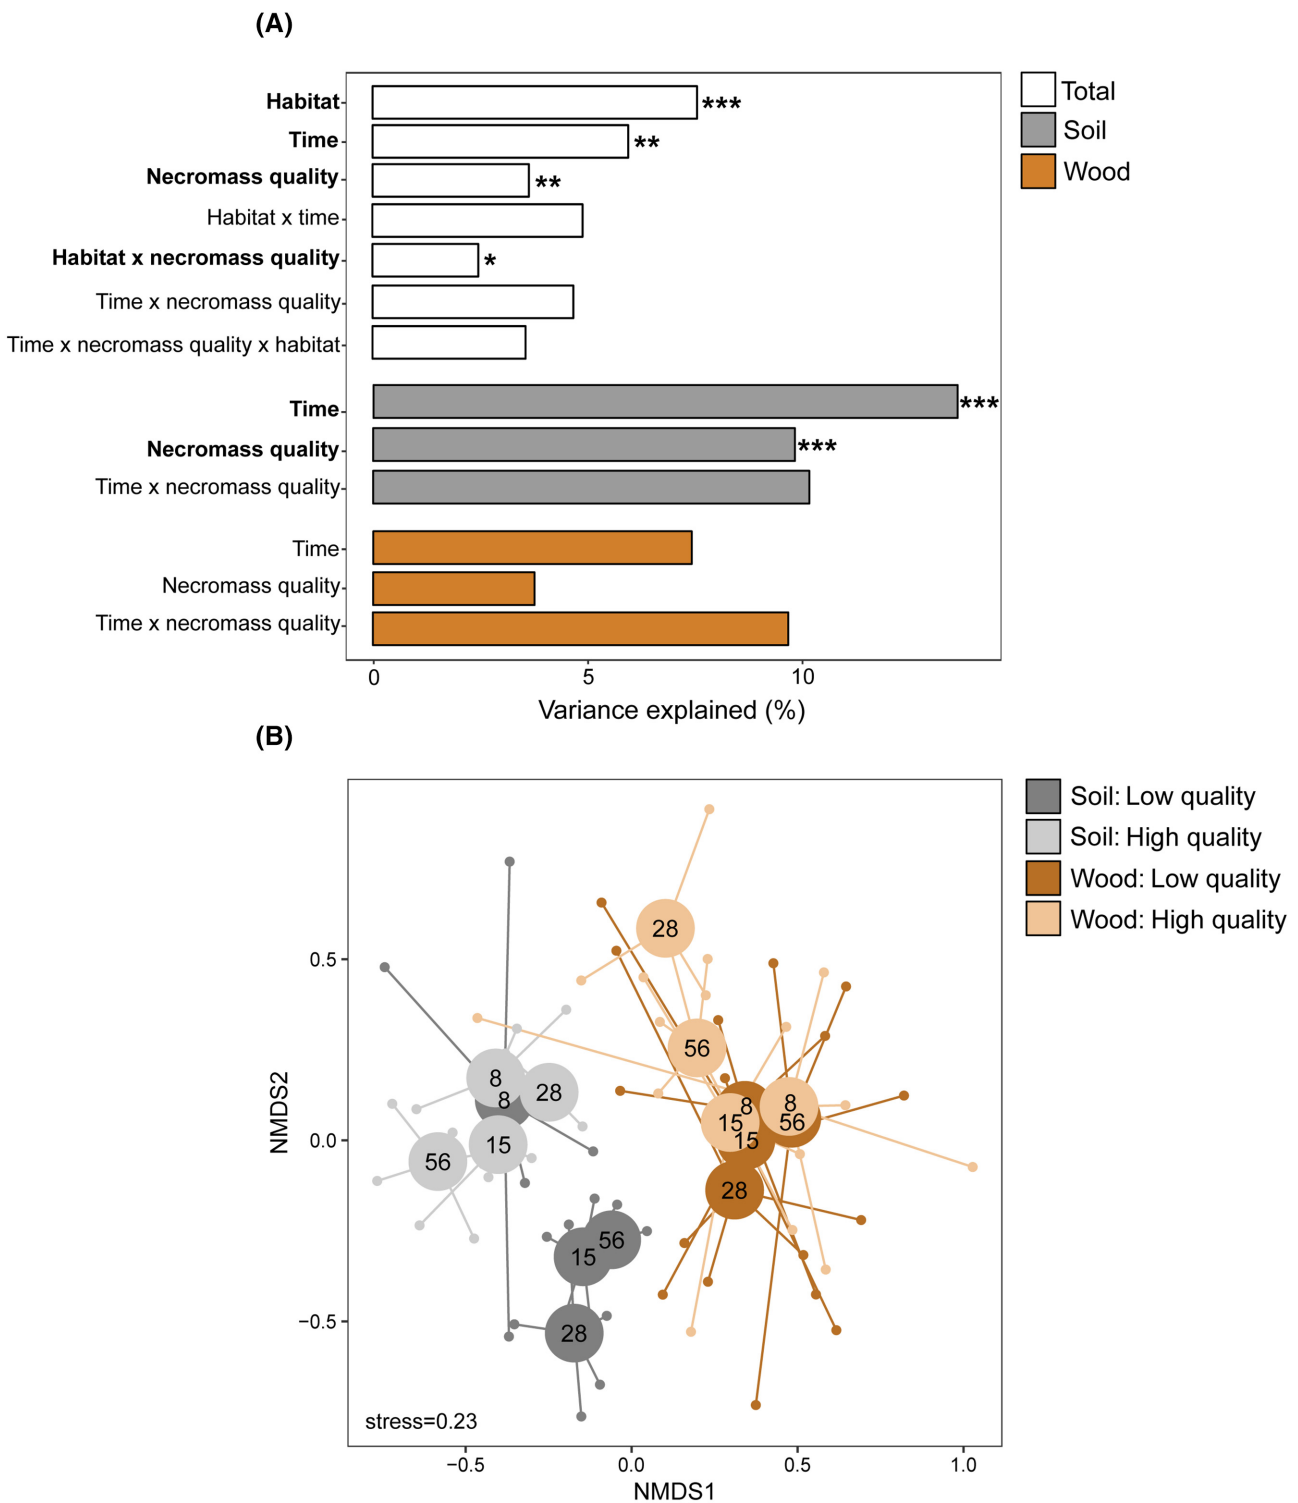 (A)
Habitat
***
Total
Time
**
Soil
Necromass quality
**
Wood
Habitat x time
Habitat x necromass quality
*
Time x necromass quality
Time x necromass quality x habitat
Time
***
Necromass quality
***
Time x necromass quality
Time
Necromass quality
Time x necromass quality
0
5
10
Variance explained (%)
(B)
Soil: Low quality
Soil: High quality
Wood: Low quality
Wood: High quality
28
56
8
8
28
15
56
8
15
15
8
56
28
56
15
28
0.5
0.0
−0.5
NMDS2
stress=0.23
−0.5
0.0
0.5
1.0
NMDS1